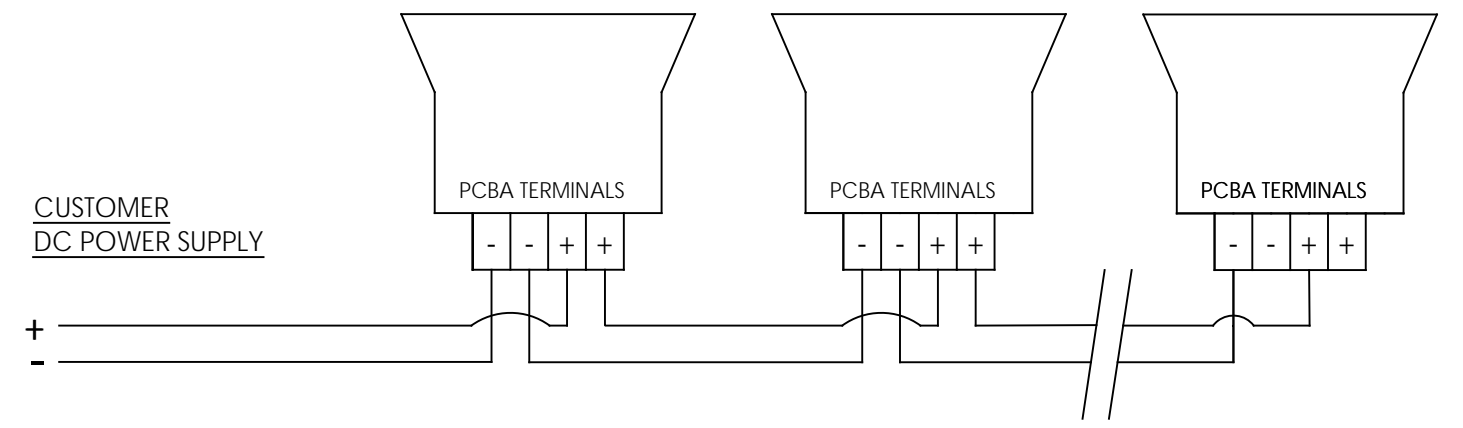 PCBA TERMINALS PCBA TERMINALS PCBA TERMINALS
CUSTOMER
DC POWER SUPPLY
- - + + - - + + - - + +
+
-